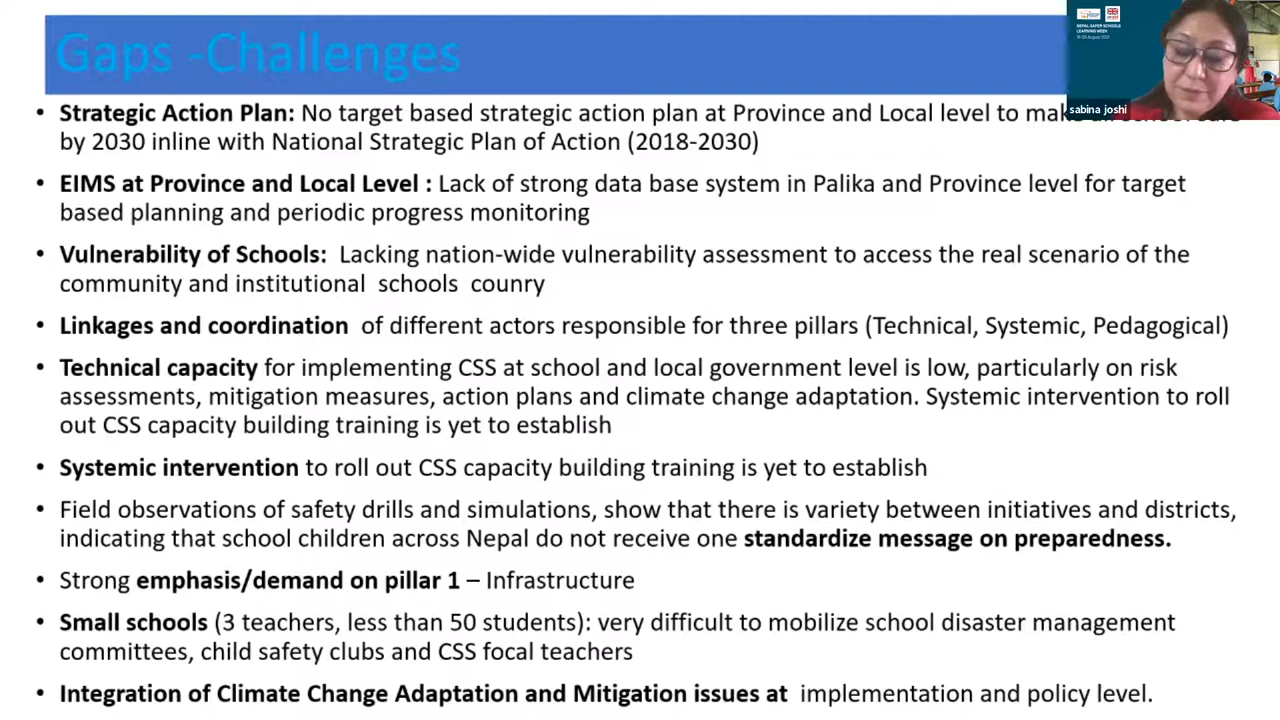 Gaps -Challenges
NEPAL SAFER SCHOOLS
LEARNING WEEK
sabina joshi
• Strategic Action Plan: No target based strategic action plan at Province and Local level to make
by 2030 inline with National Strategic Plan of Action (2018-2030)
• EIMS at Province and Local Level : Lack of strong data base system in Palika and Province level for target
based planning and periodic progress monitoring
• Vulnerability of Schools: Lacking nation-wide vulnerability assessment to access the real scenario of the
community and institutional schools counry
• Linkages and coordination of different actors responsible for three pillars (Technical, Systemic, Pedagogical)
• Technical capacity for implementing CSS at school and local government level is low, particularly on risk
assessments, mitigation measures, action plans and climate change adaptation. Systemic intervention to roll
out CSS capacity building training is yet to establish
• Systemic intervention to roll out CSS capacity building training is yet to establish
• Field observations of safety drills and simulations, show that there is variety between initiatives and districts,
indicating that school children across Nepal do not receive one standardize message on preparedness.
• Strong emphasis/demand on pillar 1 – Infrastructure
• Small schools (3 teachers, less than 50 students): very difficult to mobilize school disaster management
committees, child safety clubs and CSS focal teachers
• Integration of Climate Change Adaptation and Mitigation issues at implementation and policy level.